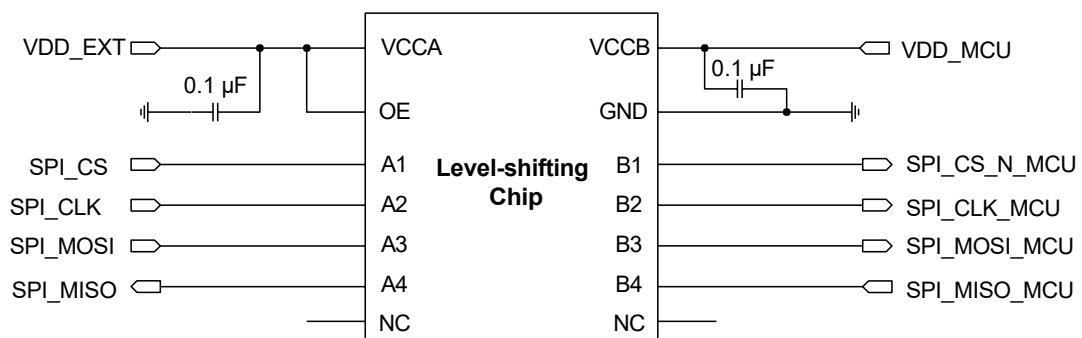 VDD_EXT VCCA VCCB VDD_MCU
0.1 µF 0.1 µF
OE GND
SPI_CS A1 Level-shifting B1 SPI_CS_N_MCU
Chip
SPI_CLK A2 B2 SPI_CLK_MCU
SPI_MOSI A3 B3 SPI_MOSI_MCU
SPI_MISO A4 B4 SPI_MISO_MCU
NC NC